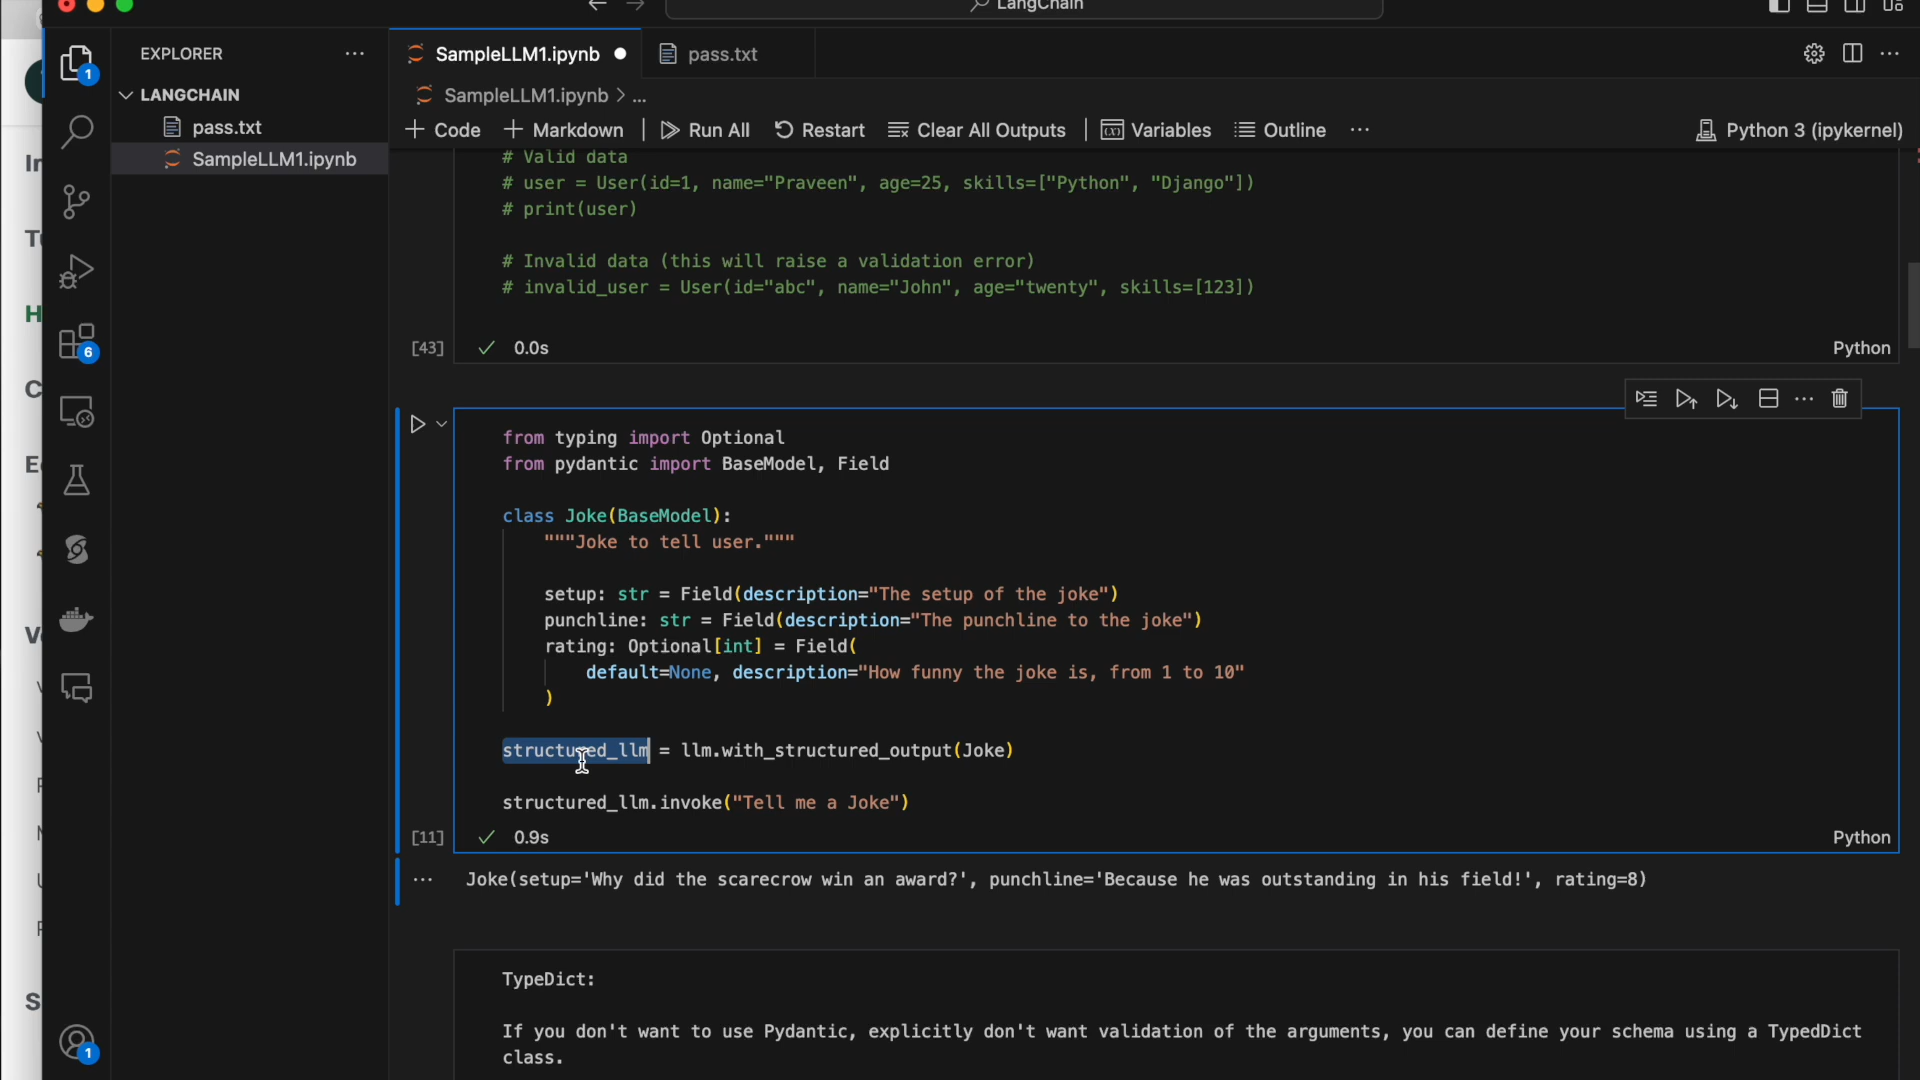 LangChain
EXPLORER
SampleLLM1.ipynb
pass.txt
LANGCHAIN
pass.txt
SampleLLM1.ipynb
SampleLLM1.ipynb > ...
Code
Markdown
Run All
Restart
Clear All Outputs
Variables
Outline
Python 3 (ipykernel)
# Valid data
# user = User(id=1, name="Praveen", age=25, skills=["Python", "Django"])
# print(user)
# Invalid data (this will raise a validation error)
# invalid_user = User(id="abc", name="John", age="twenty", skills=[123])
[43]
0.0s
Python
from typing import Optional
from pydantic import BaseModel, Field
class Joke(BaseModel):
"""Joke to tell user."""
setup: str = Field(description="The setup of the joke")
punchline: str = Field(description="The punchline to the joke")
rating: Optional[int] = Field(
default=None, description="How funny the joke is, from 1 to 10"
)
structured_llm = llm.with_structured_output(Joke)
structured_llm.invoke("Tell me a Joke")
[11]
0.9s
Python
Joke(setup='Why did the scarecrow win an award?', punchline='Because he was outstanding in his field!', rating=8)
TypeDict:
If you don't want to use Pydantic, explicitly don't want validation of the arguments, you can define your schema using a TypedDict
class.
1
6
1